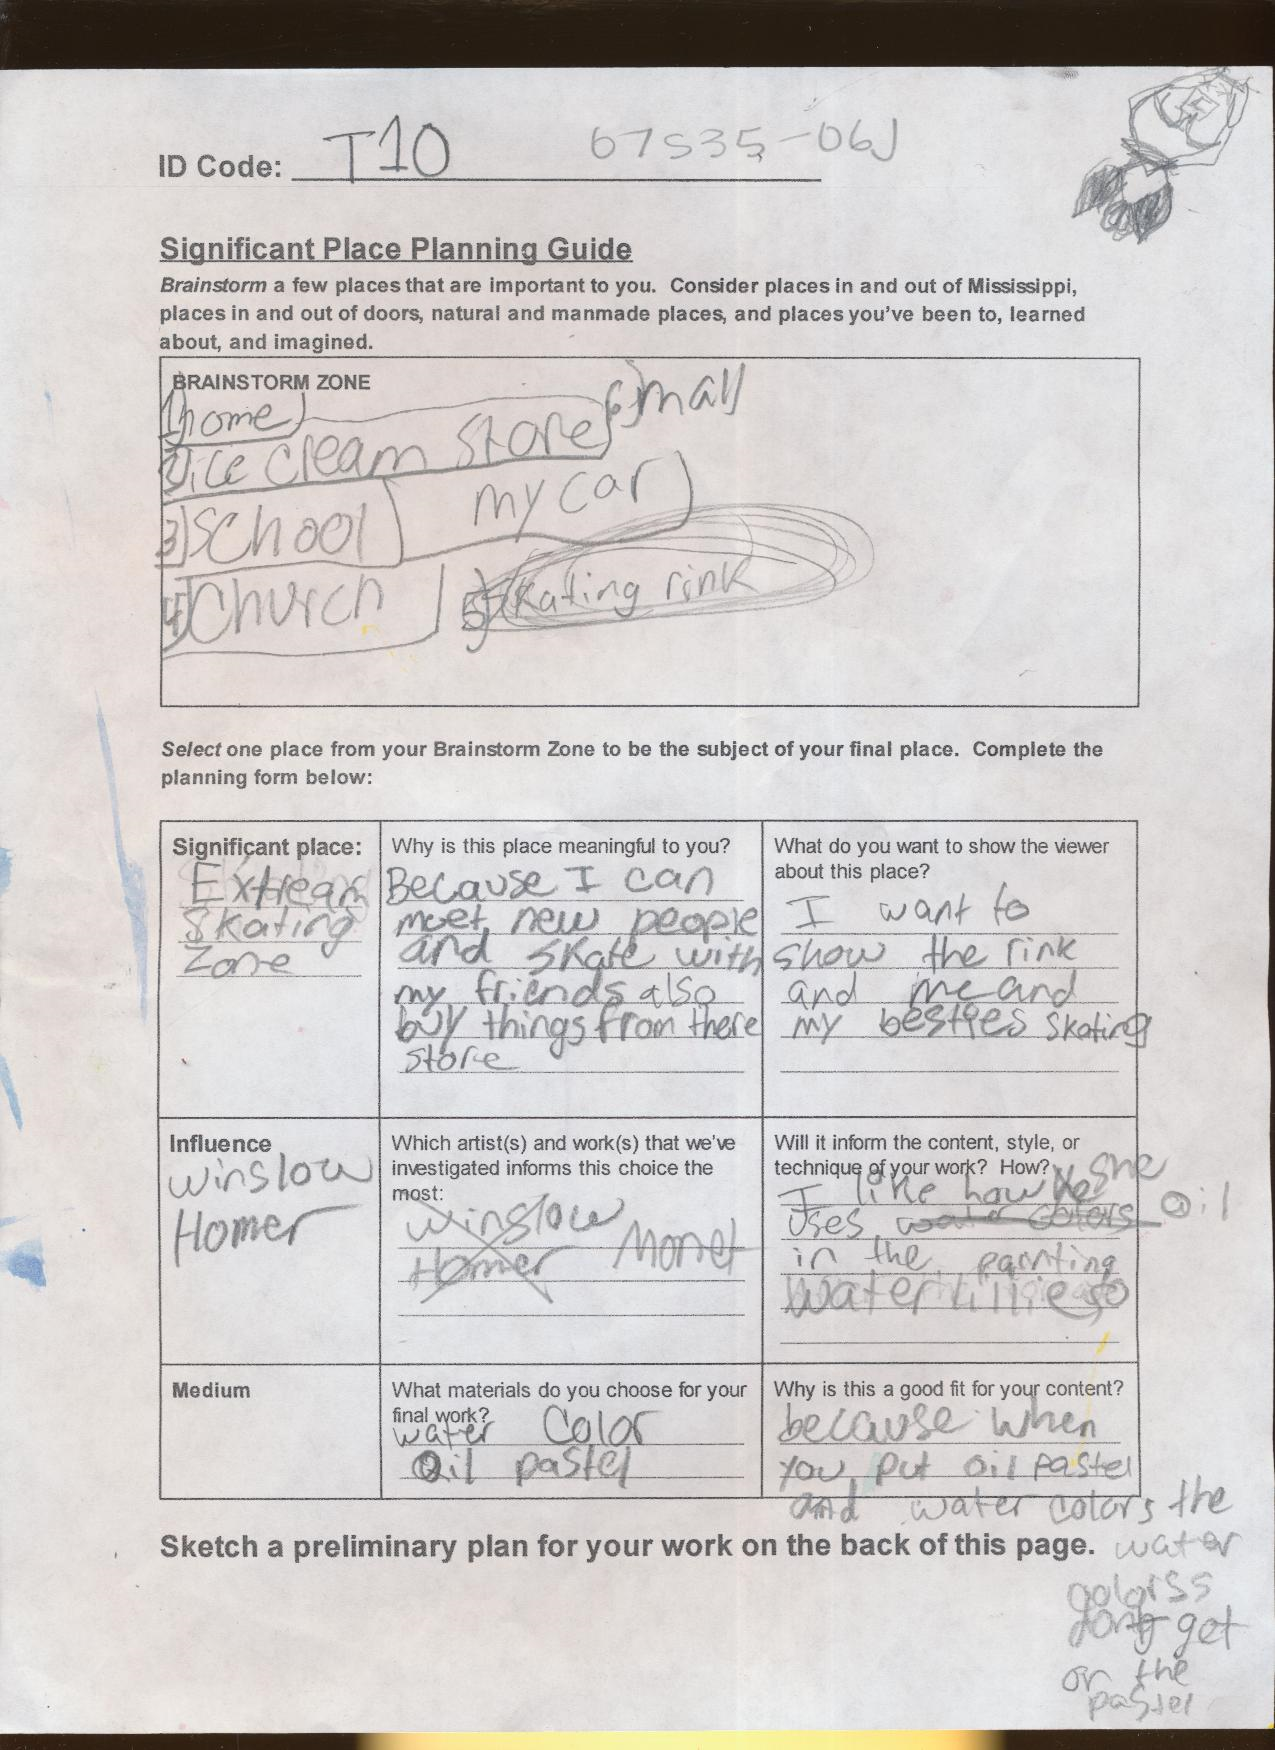 ID Code: T10 67S35-06J
Significant Place Planning Guide
Brainstorm a few places that are important to you. Consider places in and out of Mississippi,
places in and out of doors, natural and manmade places, and places you've been to, learned
about, and imagined.
BRAINSTORM ZONE
1) home
6) mall
2) ice cream store
my car
3) school
4) Church
5) skating rink
Select one place from your Brainstorm Zone to be the subject of your final place. Complete the
planning form below:
Significant place:
Extream
Skating
Zone
Why is this place meaningful to you?
Because I can
meet new people
and skate with
my friends also
buy things from there
store
What do you want to show the viewer
about this place?
I want to
show the rink
and me and
my besties skating
Influence
Winslow
Homer
Which artist(s) and work(s) that we've
investigated informs this choice the
most:
Winslow
Homer Monet
Will it inform the content, style, or
technique of your work? How?
I like how he she
uses water colors Oil
in the painting
Water lillies
Medium
What materials do you choose for your
final work?
water Color
Oil pastel
Why is this a good fit for your content?
because when
you put oil pastel
and water colors the
water
colorss
dont get
on the
pastel
Sketch a preliminary plan for your work on the back of this page.